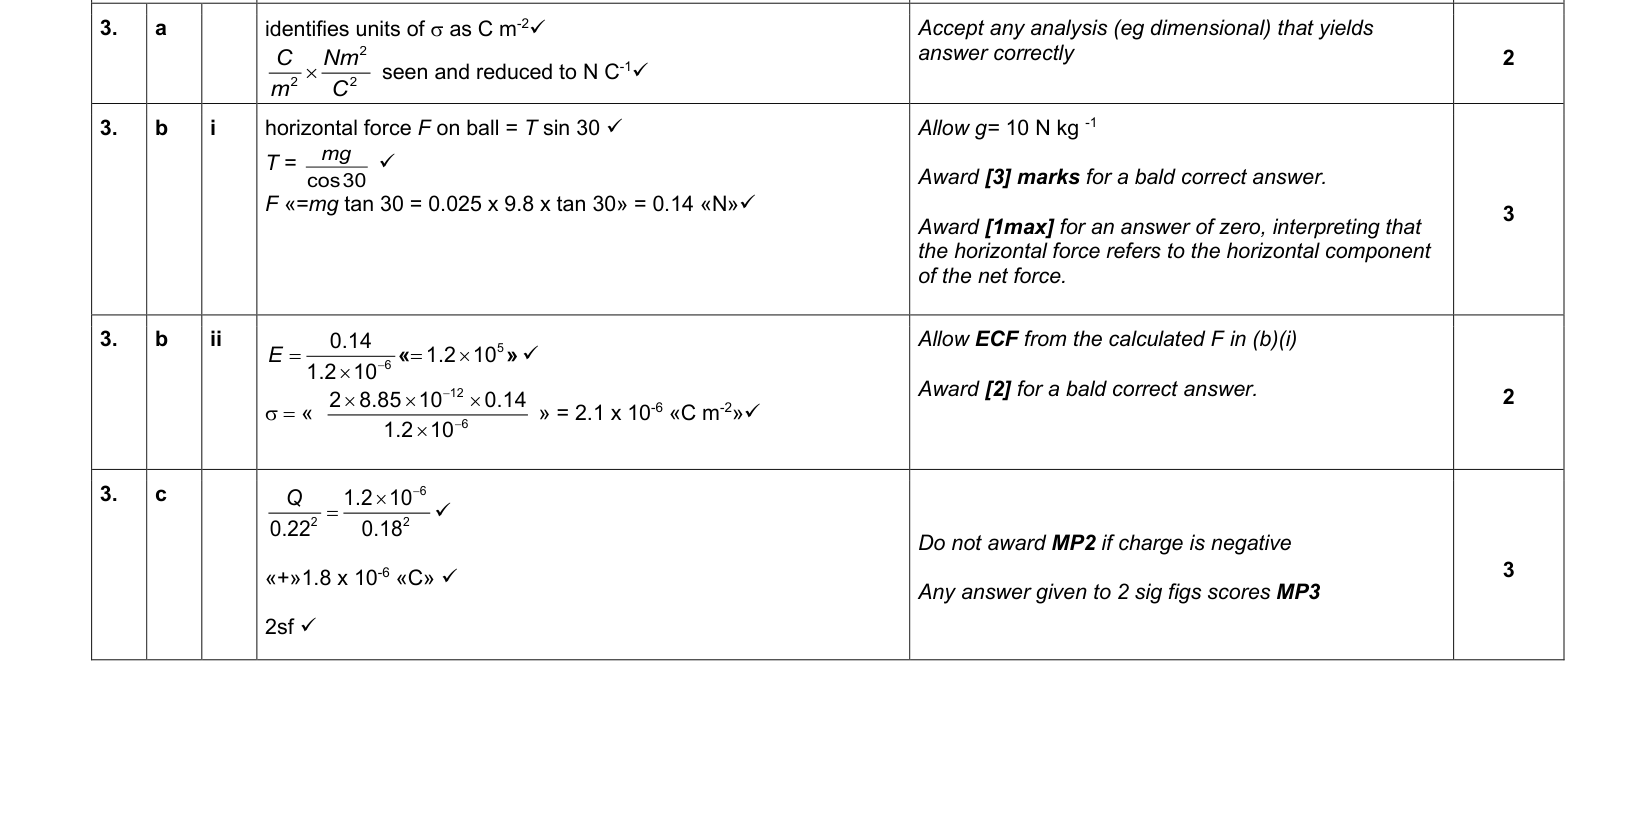 3. a identifies units of σ as C m⁻²✓ Accept any analysis (eg dimensional) that yields
answer correctly 2
C/m² × Nm²/C² seen and reduced to N C⁻¹✓
3. b i horizontal force F on ball = T sin 30 ✓ Allow g= 10 N kg ⁻¹
T = mg/cos30 ✓ Award [3] marks for a bald correct answer.
F «=mg tan 30 = 0.025 x 9.8 x tan 30» = 0.14 «N»✓ 3
Award [1max] for an answer of zero, interpreting that
the horizontal force refers to the horizontal component
of the net force.
3. b ii E = 0.14/1.2×10⁻⁶ «=1.2×10⁵» ✓ Allow ECF from the calculated F in (b)(i)
Award [2] for a bald correct answer. 2
σ = « 2×8.85×10⁻¹²×0.14/1.2×10⁻⁶ » = 2.1 x 10⁻⁶ «C m⁻²»✓
3. c Q/0.22² = 1.2×10⁻⁶/0.18² ✓
Do not award MP2 if charge is negative
«+»1.8 x 10⁻⁶ «C» ✓ 3
Any answer given to 2 sig figs scores MP3
2sf ✓